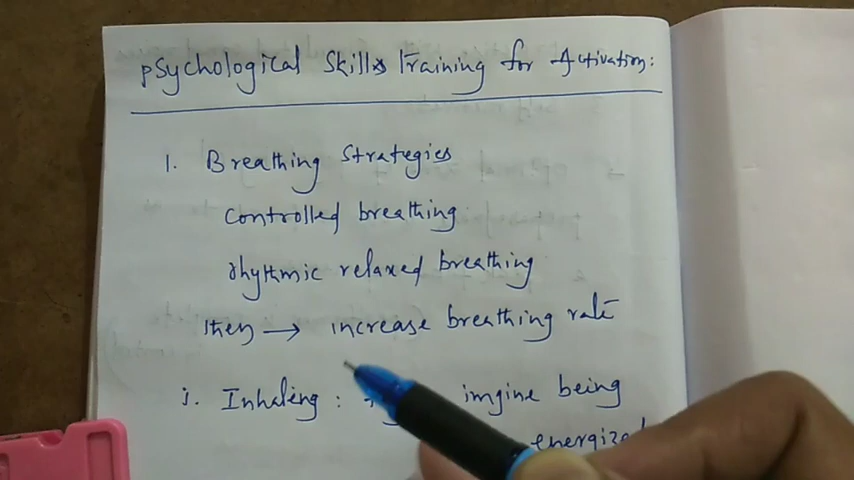 psychological Skills Training for Activation:
1. Breathing Strategies
controlled breathing
rhythmic relaxed breathing
then → increase breathing rate
i. Inhaling : imgine being
energized